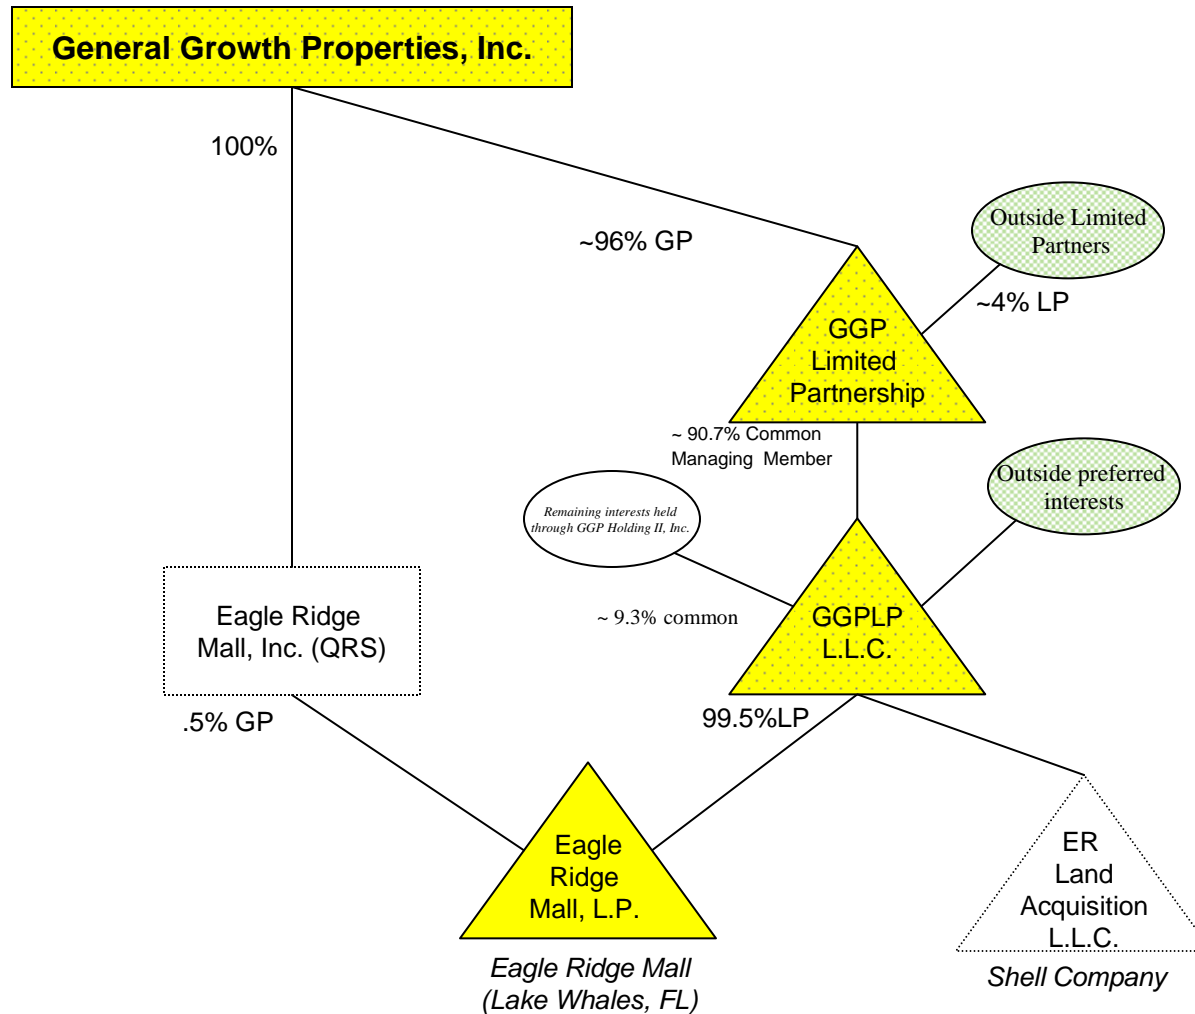 General Growth Properties, Inc.
100%
~96% GP
Outside Limited
Partners
~4% LP
GGP
Limited
Partnership
~ 90.7% Common
Managing Member
Outside preferred
interests
Remaining interests held
through GGP Holding II, Inc.
~ 9.3% common
GGPLP
L.L.C.
Eagle Ridge
Mall, Inc. (QRS)
.5% GP
99.5%LP
Eagle
Ridge
Mall, L.P.
Eagle Ridge Mall
(Lake Whales, FL)
ER
Land
Acquisition
L.L.C.
Shell Company